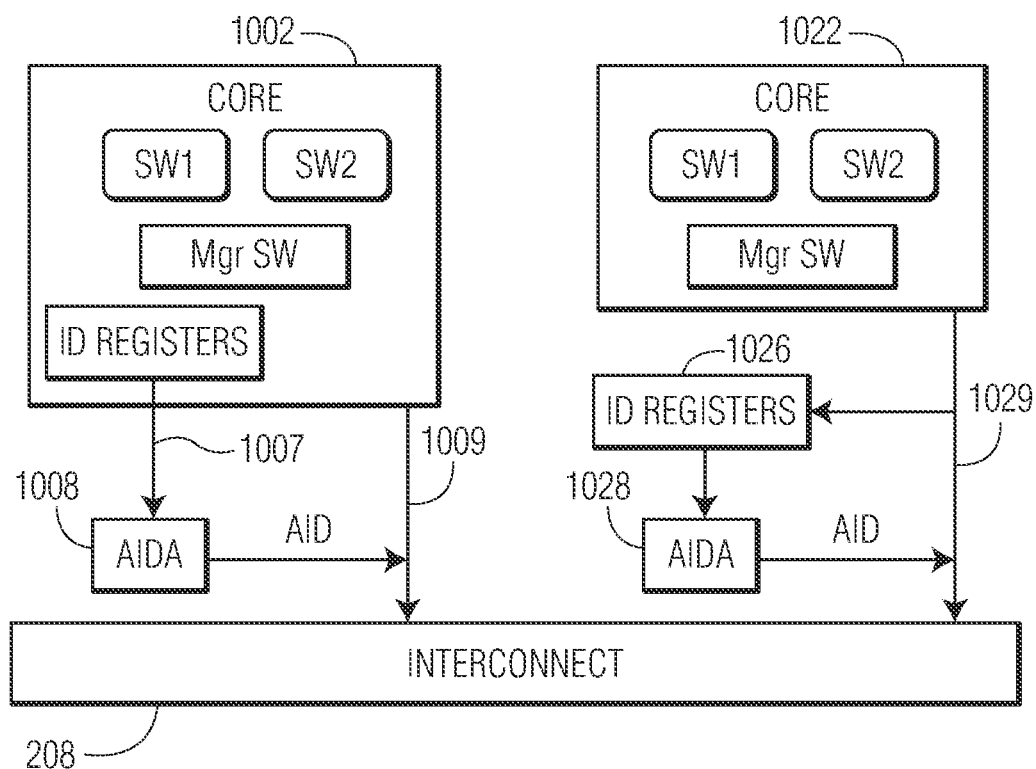 1002
1022
CORE
CORE
SW1
SW2
SW1
SW2
Mgr SW
Mgr SW
ID REGISTERS
1026
ID REGISTERS
1029
1007
1009
1008
1028
AIDA
AID
AIDA
AID
INTERCONNECT
208